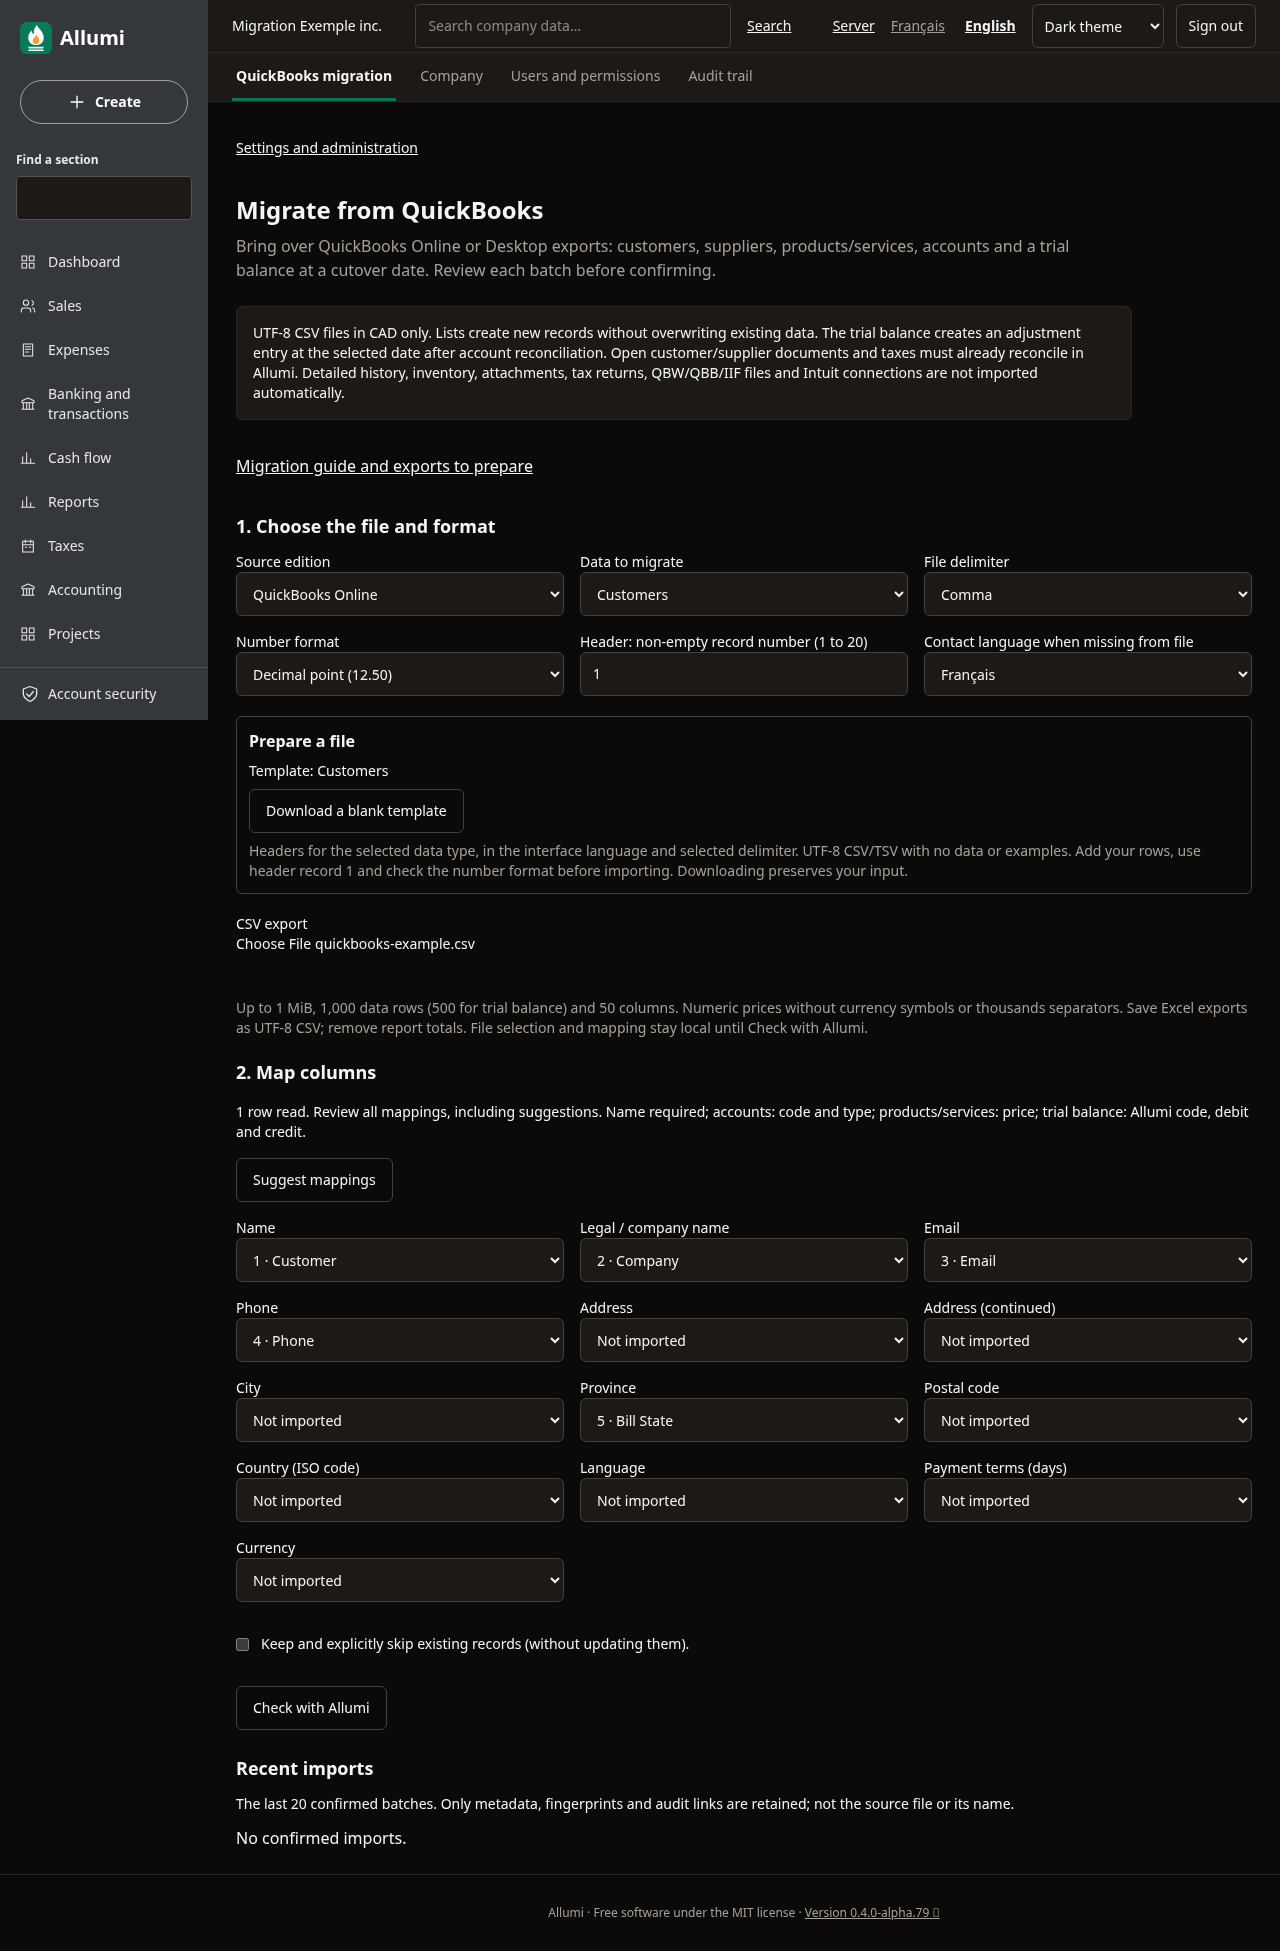 Allumi
Create
Find a section
Dashboard
Sales
Expenses
Banking and
transactions
Cash flow
Reports
Taxes
Accounting
Projects
Account security
Migration Exemple inc.
Search company data...
Search
Server
Français
English
Dark theme
Sign out
QuickBooks migration
Company
Users and permissions
Audit trail
Settings and administration
Migrate from QuickBooks
Bring over QuickBooks Online or Desktop exports: customers, suppliers, products/services, accounts and a trial
balance at a cutover date. Review each batch before confirming.
UTF-8 CSV files in CAD only. Lists create new records without overwriting existing data. The trial balance creates an adjustment
entry at the selected date after account reconciliation. Open customer/supplier documents and taxes must already reconcile in
Allumi. Detailed history, inventory, attachments, tax returns, QBW/QBB/IIF files and Intuit connections are not imported
automatically.
Migration guide and exports to prepare
1. Choose the file and format
Source edition
QuickBooks Online
Data to migrate
Customers
File delimiter
Comma
Number format
Decimal point (12.50)
Header: non-empty record number (1 to 20)
1
Contact language when missing from file
Français
Prepare a file
Template: Customers
Download a blank template
Headers for the selected data type, in the interface language and selected delimiter. UTF-8 CSV/TSV with no data or examples. Add your rows, use
header record 1 and check the number format before importing. Downloading preserves your input.
CSV export
Choose File quickbooks-example.csv
Up to 1 MiB, 1,000 data rows (500 for trial balance) and 50 columns. Numeric prices without currency symbols or thousands separators. Save Excel exports
as UTF-8 CSV; remove report totals. File selection and mapping stay local until Check with Allumi.
2. Map columns
1 row read. Review all mappings, including suggestions. Name required; accounts: code and type; products/services: price; trial balance: Allumi code, debit
and credit.
Suggest mappings
Name
1 · Customer
Legal / company name
2 · Company
Email
3 · Email
Phone
4 · Phone
Address
Not imported
Address (continued)
Not imported
City
Not imported
Province
5 · Bill State
Postal code
Not imported
Country (ISO code)
Not imported
Language
Not imported
Payment terms (days)
Not imported
Currency
Not imported
Keep and explicitly skip existing records (without updating them).
Check with Allumi
Recent imports
The last 20 confirmed batches. Only metadata, fingerprints and audit links are retained; not the source file or its name.
No confirmed imports.
Allumi · Free software under the MIT license · Version 0.4.0-alpha.79